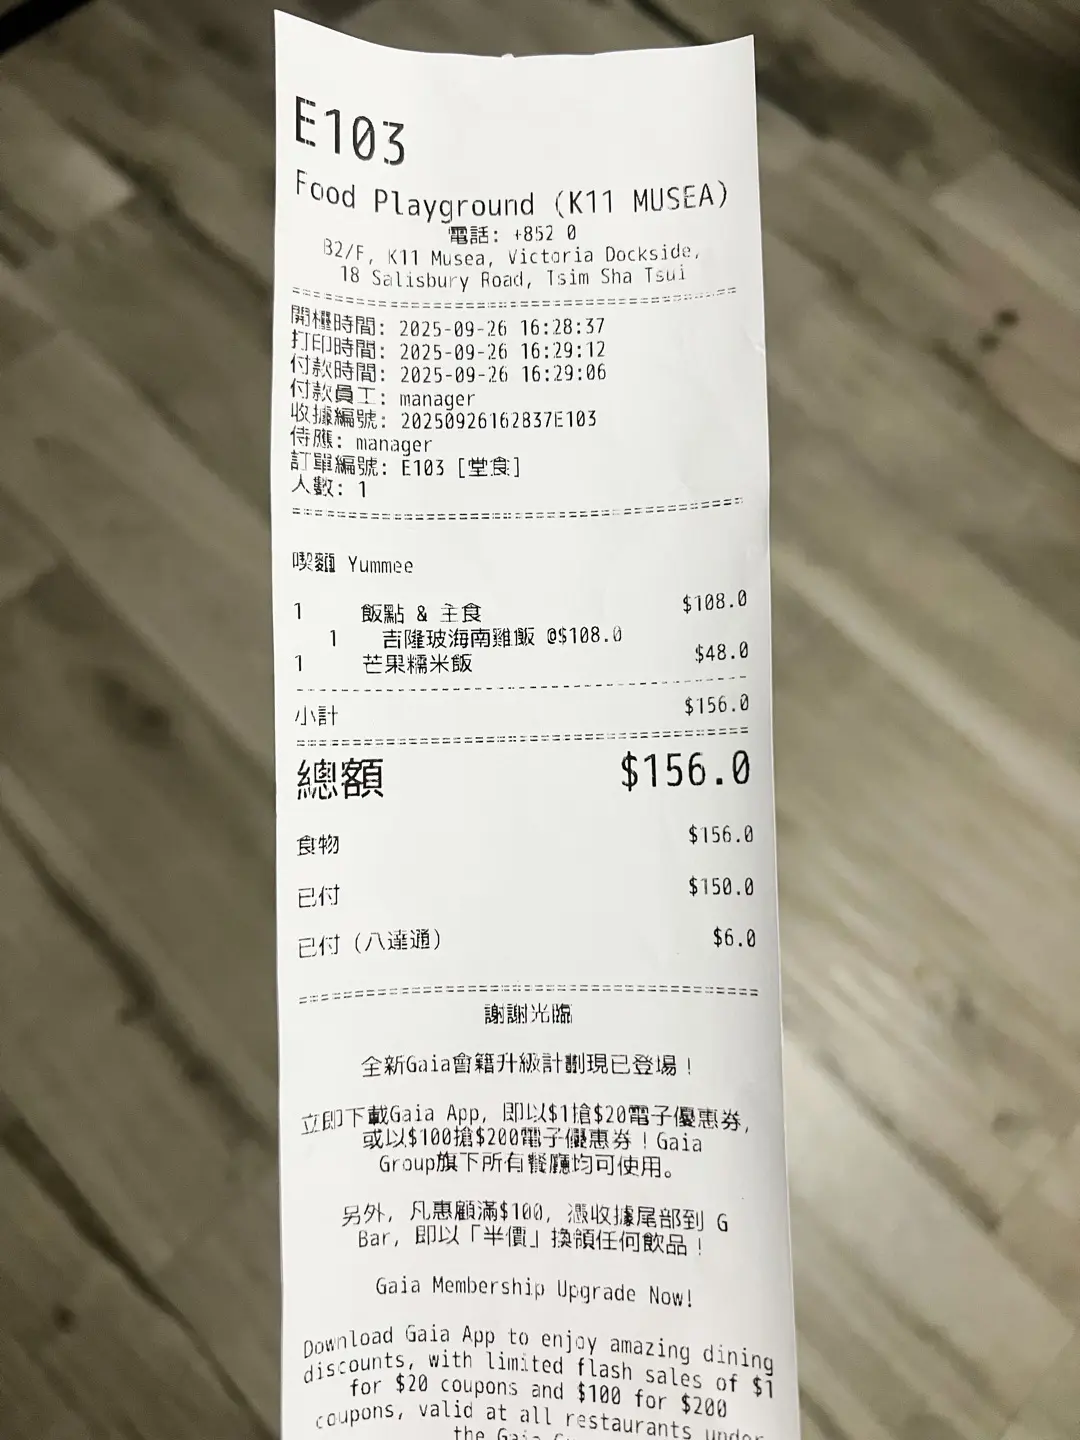 E103
Food Playground (K11 MUSEA)
電話: +852 0
B2/F, K11 Musea, Victoria Dockside,
18 Salisbury Road, Tsim Sha Tsui
開檯時間: 2025-09-26 16:28:37
打印時間: 2025-09-26 16:29:12
付款時間: 2025-09-26 16:29:06
付款員工: manager
收據編號: 20250926162837E103
侍應: manager
訂單編號: E103 [堂食]
人數: 1
喫麵 Yummee
1 飯點 & 主食 $108.0
1 吉隆玻海南雞飯 @$108.0
1 芒果糯米飯 $48.0
小計 $156.0
總額 $156.0
食物 $156.0
已付 $150.0
已付 (八達通) $6.0
謝謝光臨
全新Gaia會籍升級計劃現已登場！
立即下載Gaia App, 即以$1搶$20電子優惠券,
或以$100搶$200電子優惠券！Gaia
Group旗下所有餐廳均可使用。
另外, 凡惠顧滿$100, 憑收據尾部到 G
Bar, 即以「半價」換領任何飲品！
Gaia Membership Upgrade Now!
Download Gaia App to enjoy amazing dining
discounts, with limited flash sales of $1
for $20 coupons and $100 for $200
coupons, valid at all restaurants under
the Gaia